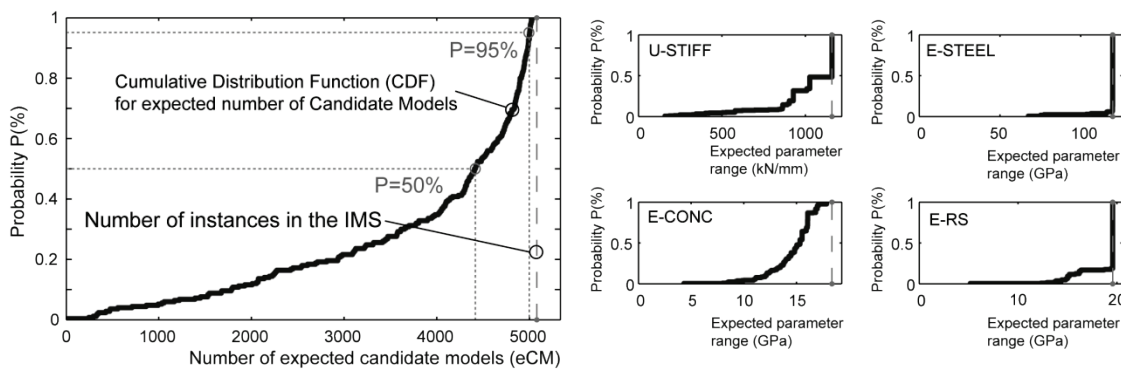 1
0.8
0.6
0.4
0.2
0
Probability P(%)
P=95%
Cumulative Distribution Function (CDF)
for expected number of Candidate Models
P=50%
Number of instances in the IMS
0 1000 2000 3000 4000 5000
Number of expected candidate models (eCM)
Probability P(%)
1
0.5
0
U-STIFF
0 500 1000
Expected parameter
range (kN/mm)
Probability P(%)
1
0.5
0
E-STEEL
0 50 100
Expected parameter
range (GPa)
Probability P(%)
1
0.5
0
E-CONC
0 5 10 15
Expected parameter
range (GPa)
Probability P(%)
1
0.5
0
E-RS
0 10 20
Expected parameter
range (GPa)